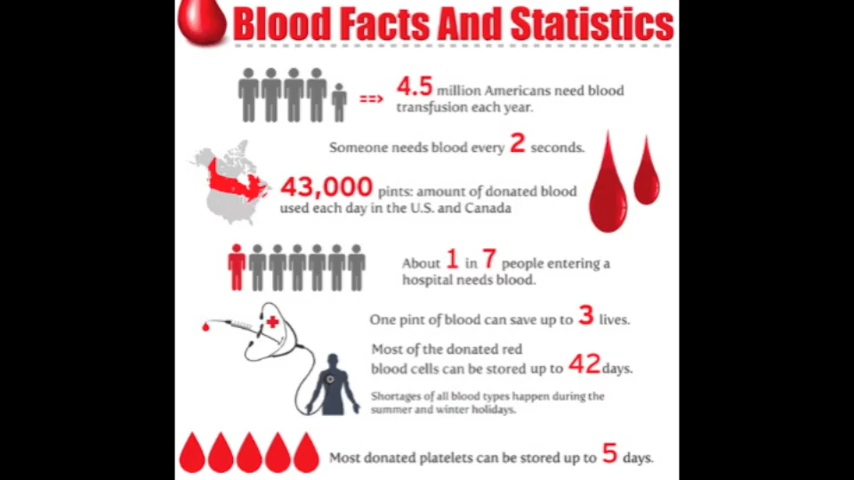 Blood Facts And Statistics
==> 4.5 million Americans need blood
transfusion each year.
Someone needs blood every 2 seconds.
43,000 pints: amount of donated blood
used each day in the U.S. and Canada
About 1 in 7 people entering a
hospital needs blood.
One pint of blood can save up to 3 lives.
Most of the donated red
blood cells can be stored up to 42 days.
Shortages of all blood types happen during the
summer and winter holidays.
Most donated platelets can be stored up to 5 days.